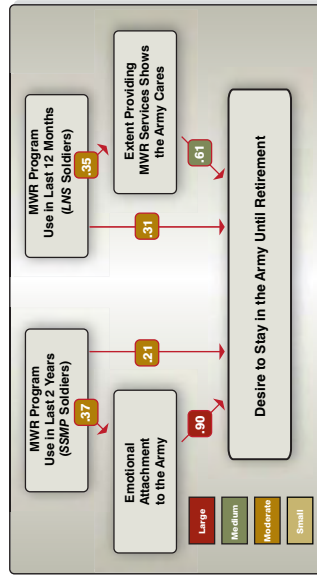 MWR Program
Use in Last 2 Years
(SSMP Soldiers)
MWR Program
Use in Last 12 Months
(LNS Soldiers)
.37
.21
.31
.35
Emotional
Attachment
to the Army
Extent Providing
MWR Services Shows
the Army Cares
.90
.61
Desire to Stay in the Army Until Retirement
Large
Medium
Moderate
Small